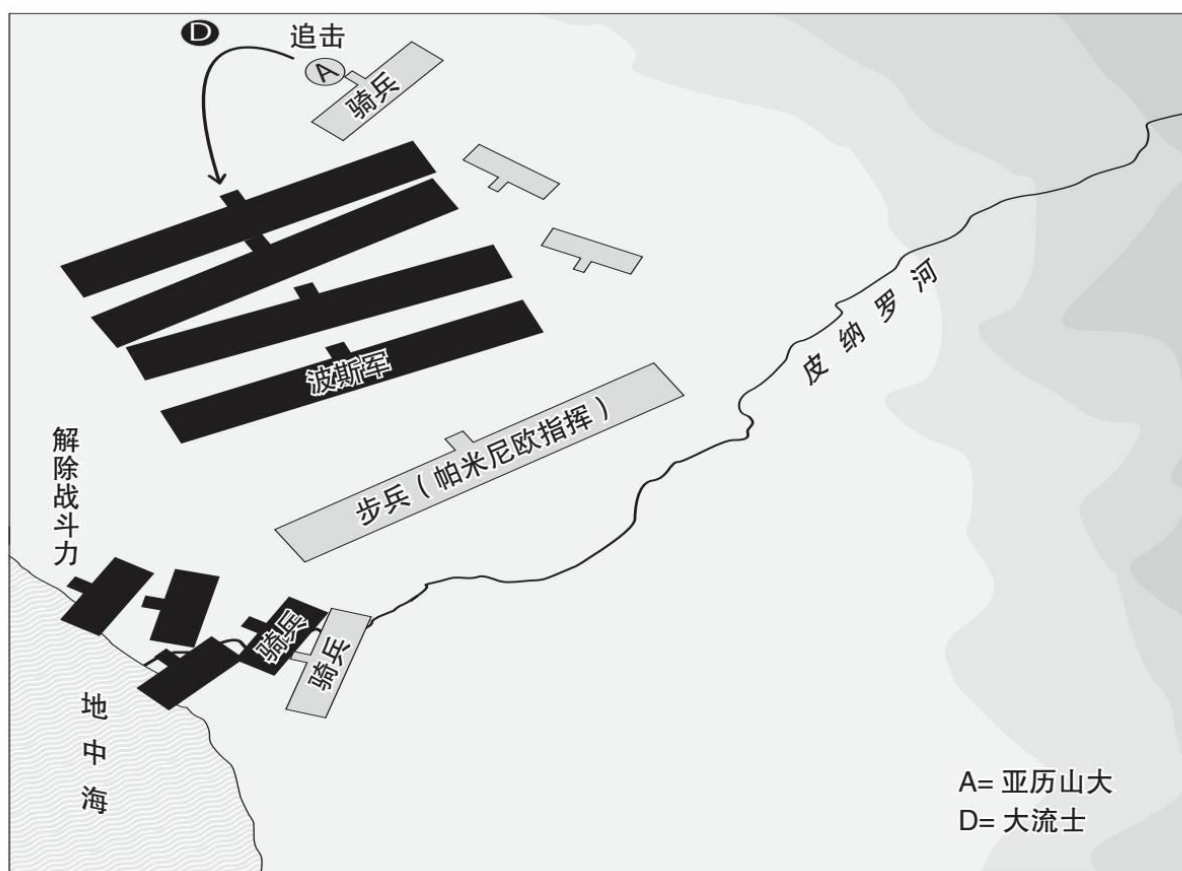 D
追击
A
骑兵
波斯军
皮纳罗河
步兵（帕米尼欧指挥）
解除战斗力
骑兵
骑兵
地中海
A= 亚历山大
D= 大流士